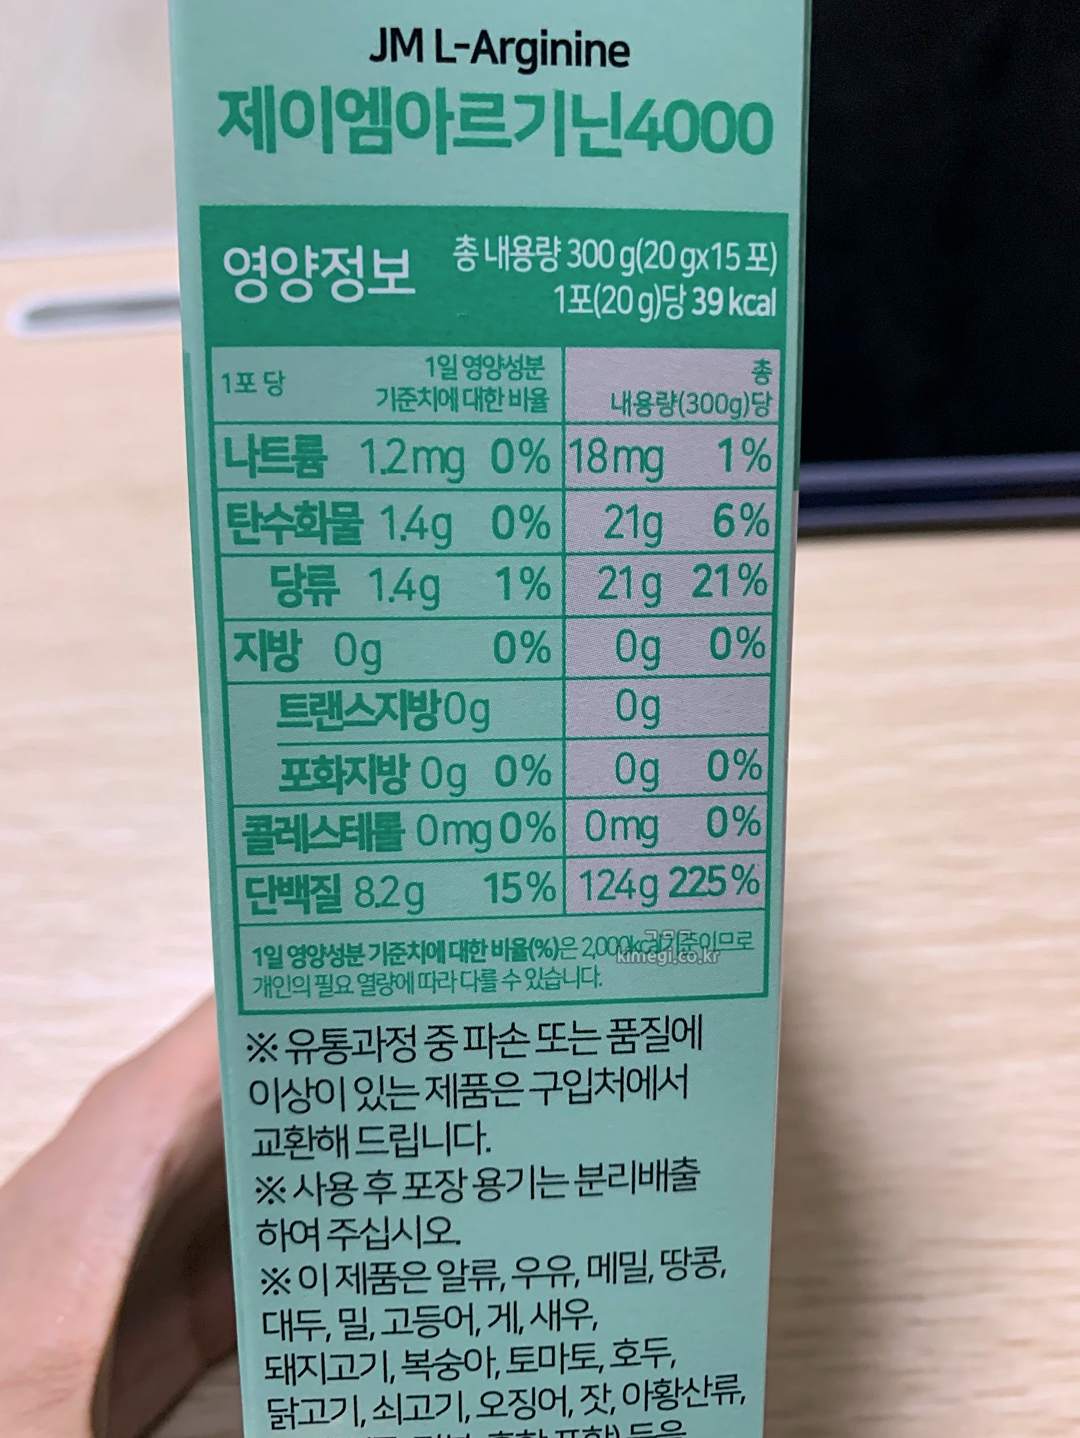 JM L-Arginine
제이엠아르기닌4000
영양정보
총 내용량 300 g(20 gx15 포)
1포(20 g)당 39 kcal
1포 당
1일 영양성분
기준치에 대한 비율
총
내용량(300g)당
나트륨 1.2mg 0% 18mg 1%
탄수화물 1.4g 0% 21g 6%
당류 1.4g 1% 21g 21%
지방 0g 0% 0g 0%
트랜스지방0g 0g
포화지방 0g 0% 0g 0%
콜레스테롤 0mg 0% 0mg 0%
단백질 8.2g 15% 124g 225%
1일 영양성분 기준치에 대한 비율(%)은 2,000kcal기준이므로
kimegi.co.kr
개인의 필요 열량에 따라 다를 수 있습니다.
※ 유통과정 중 파손 또는 품질에
이상이 있는 제품은 구입처에서
교환해 드립니다.
※ 사용 후 포장 용기는 분리배출
하여 주십시오.
※ 이 제품은 알류, 우유, 메밀, 땅콩,
대두, 밀, 고등어, 게, 새우,
돼지고기, 복숭아, 토마토, 호두,
닭고기, 쇠고기, 오징어, 잣, 아황산류,